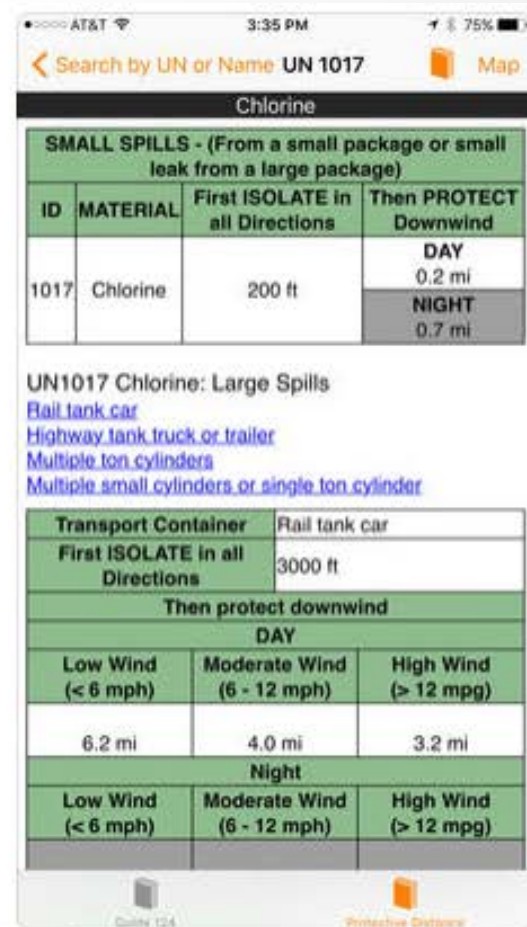 AT&T 3:35 PM 75%
Search by UN or Name UN 1017 Map
Chlorine
SMALL SPILLS - (From a small package or small
leak from a large package)
ID MATERIAL First ISOLATE in all Directions Then PROTECT Downwind
1017 Chlorine 200 ft
DAY
0.2 mi
NIGHT
0.7 mi
UN1017 Chlorine: Large Spills
Rail tank car
Highway tank truck or trailer
Multiple ton cylinders
Multiple small cylinders or single ton cylinder
Transport Container Rail tank car
First ISOLATE in all
Directions
3000 ft
Then protect downwind
DAY
Low Wind Moderate Wind High Wind
(< 6 mph) (6 - 12 mph) (> 12 mpg)
6.2 mi 4.0 mi 3.2 mi
Night
Low Wind Moderate Wind High Wind
(< 6 mph) (6 - 12 mph) (> 12 mpg)
Guide 124 Protective Distance